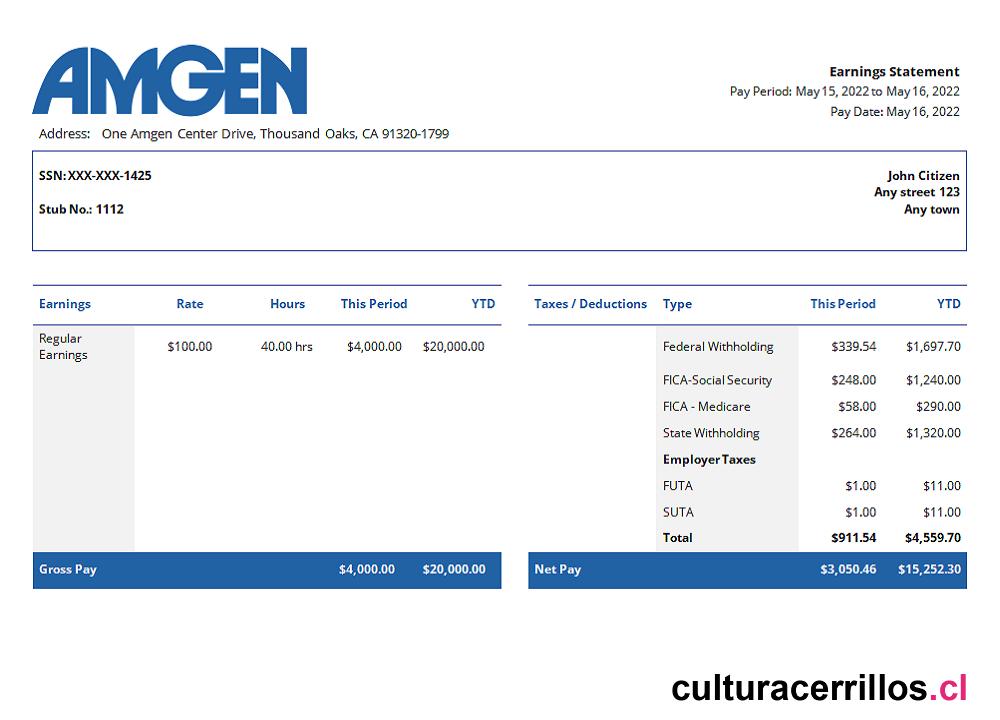 AMGEN
Earnings Statement
Pay Period: May 15, 2022 to May 16, 2022
Pay Date: May 16, 2022
Address: One Amgen Center Drive, Thousand Oaks, CA 91320-1799
SSN: XXX-XXX-1425
Stub No.: 1112
John Citizen
Any street 123
Any town
Earnings Rate Hours This Period YTD
Regular
Earnings
$100.00 40.00 hrs $4,000.00 $20,000.00
Gross Pay $4,000.00 $20,000.00
Taxes / Deductions Type This Period YTD
Federal Withholding $339.54 $1,697.70
FICA-Social Security $248.00 $1,240.00
FICA - Medicare $58.00 $290.00
State Withholding $264.00 $1,320.00
Employer Taxes
FUTA $1.00 $11.00
SUTA $1.00 $11.00
Total $911.54 $4,559.70
Net Pay $3,050.46 $15,252.30
culturacerrillos.cl